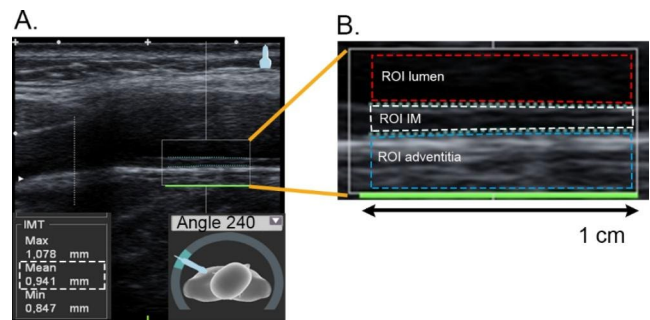 A.
B.
ROI lumen
ROI IM
ROI adventitia
IMT
Max
1,078 mm
Mean
0,941 mm
Min
0,847 mm
Angle 240
1 cm